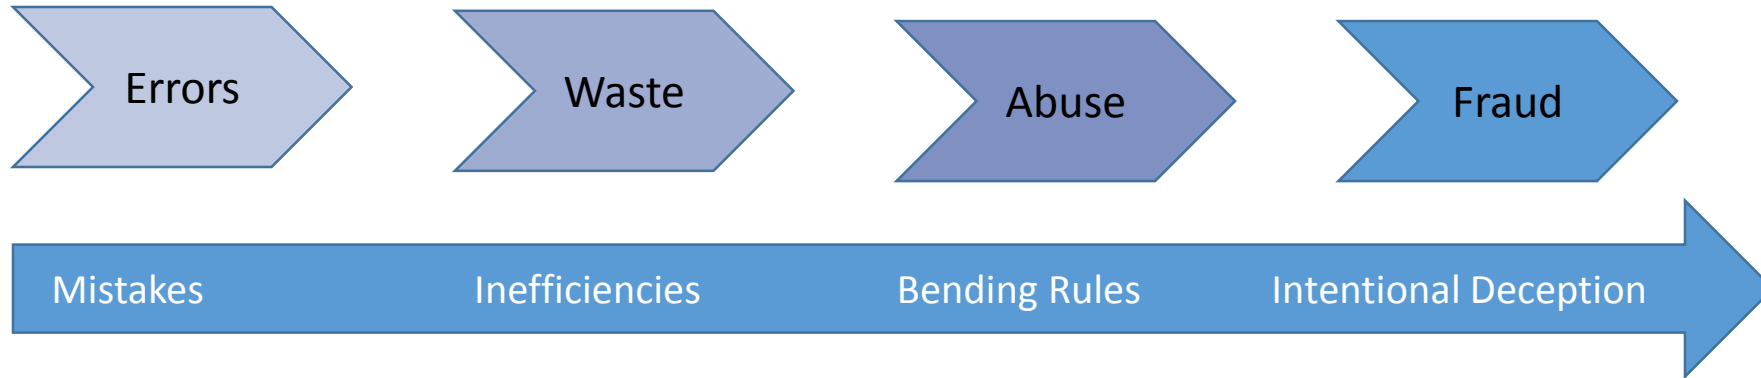 Errors
Waste
Abuse
Fraud
Mistakes
Inefficiencies
Bending Rules
Intentional Deception